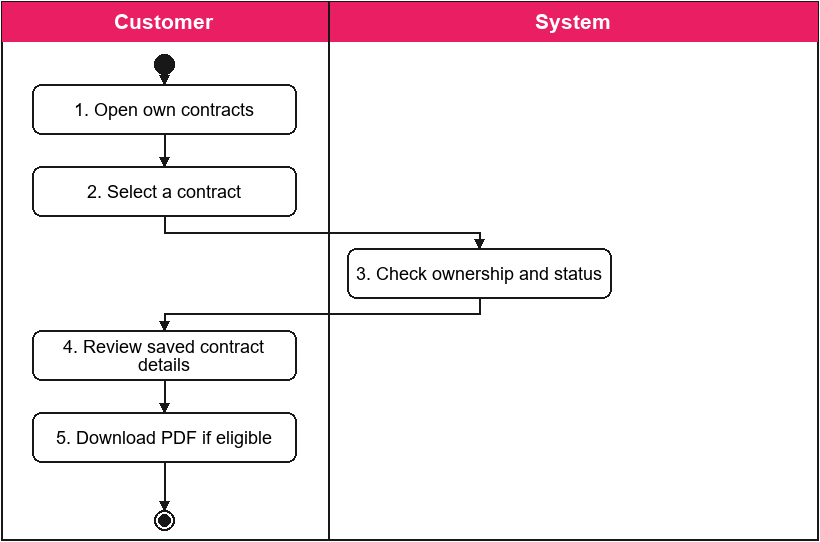 Customer
System
1. Open own contracts
2. Select a contract
3. Check ownership and status
4. Review saved contract
details
5. Download PDF if eligible